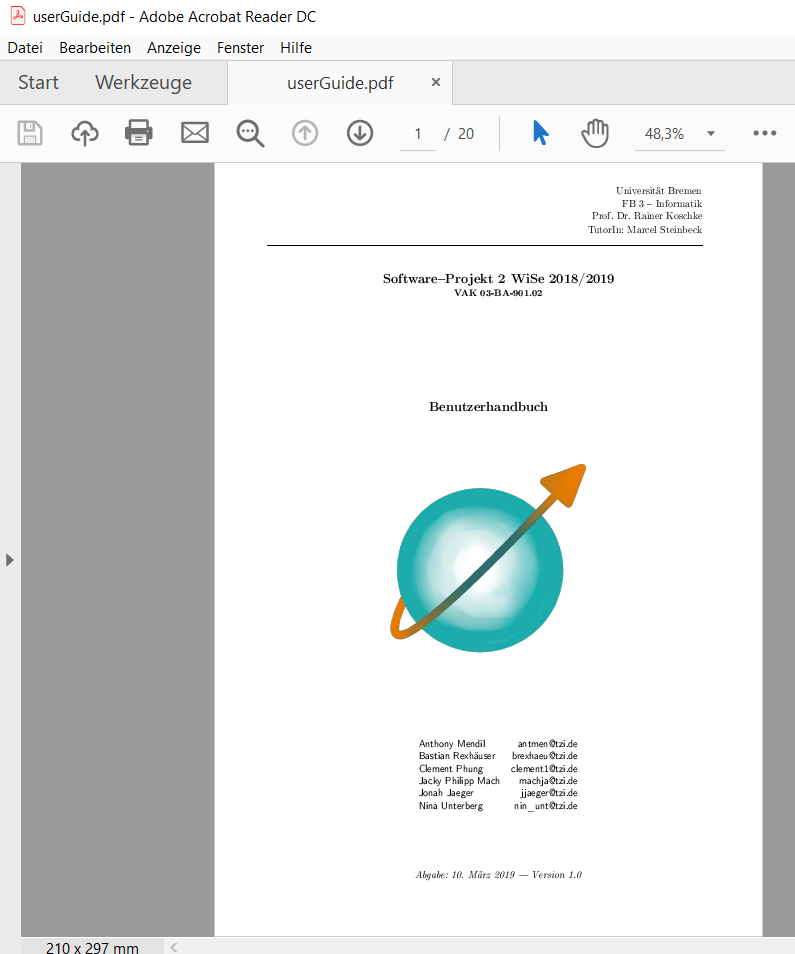 userGuide.pdf - Adobe Acrobat Reader DC
Datei Bearbeiten Anzeige Fenster Hilfe
Start Werkzeuge userGuide.pdf ×
1 / 20 48,3%
Universität Bremen
FB 3 – Informatik
Prof. Dr. Rainer Koschke
TutorIn: Marcel Steinbeck
Software–Projekt 2 WiSe 2018/2019
VAK 03-BA-901.02
Benutzerhandbuch
Anthony Mendil antmen@tzi.de
Bastian Rexhäuser brexhaeu@tzi.de
Clement Phung clement1@tzi.de
Jacky Philipp Mach machja@tzi.de
Jonah Jaeger jjaeger@tzi.de
Nina Unterberg nin_unt@tzi.de
Abgabe: 10. März 2019 — Version 1.0
210 x 297 mm